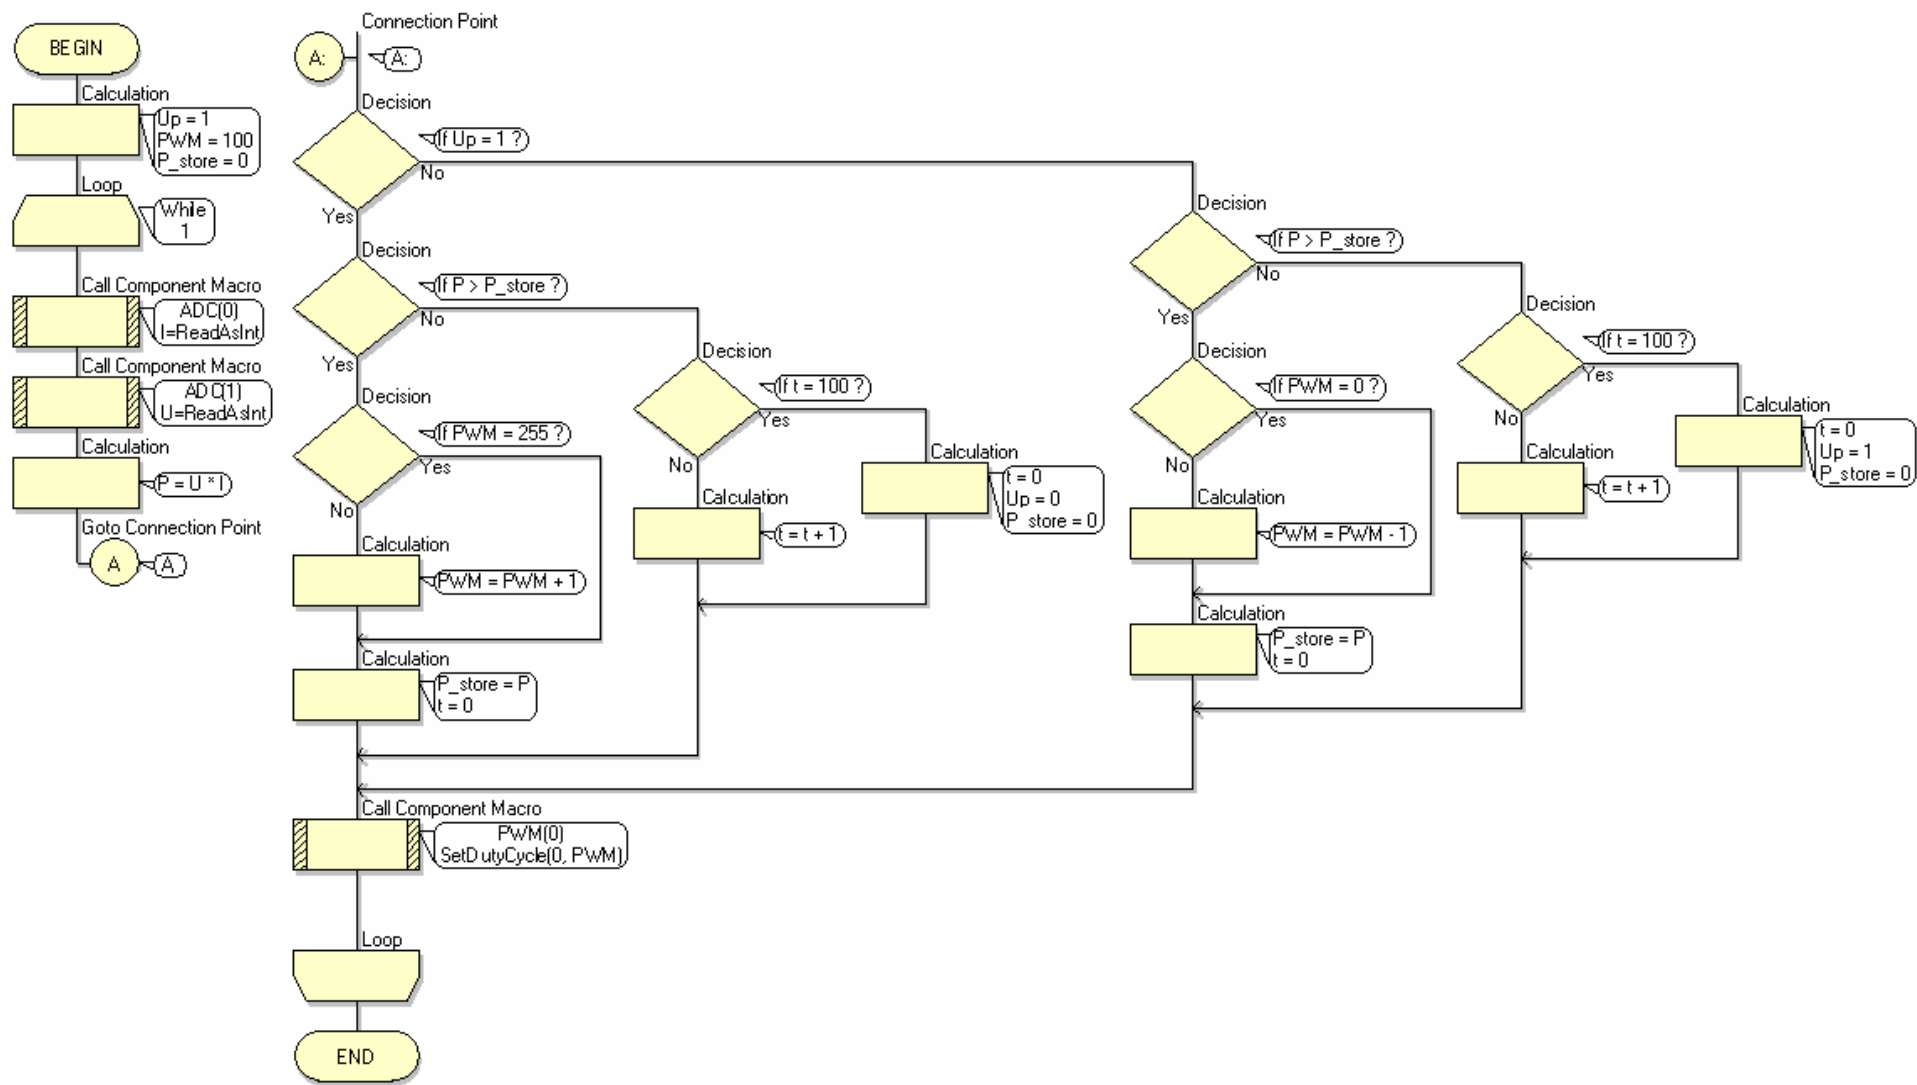 BEGIN
Calculation
Up = 1
PWM = 100
P_store = 0
Loop
While
1
Call Component Macro
ADC(0)
I=ReadAsInt
Call Component Macro
ADC(1)
U=ReadAsInt
Calculation
P = U * I
Goto Connection Point
A
A
Connection Point
A:
A:
Decision
If Up = 1 ?
No
Yes
Decision
If P > P_store ?
No
Yes
Decision
If PWM = 255 ?
Yes
No
Calculation
PWM = PWM + 1
Calculation
P_store = P
t = 0
Decision
If t = 100 ?
Yes
No
Calculation
t = t + 1
Calculation
t = 0
Up = 0
P_store = 0
Decision
If P > P_store ?
No
Yes
Decision
If PWM = 0 ?
Yes
No
Calculation
PWM = PWM - 1
Calculation
P_store = P
t = 0
Decision
If t = 100 ?
Yes
No
Calculation
t = t + 1
Calculation
t = 0
Up = 1
P_store = 0
Call Component Macro
PWM(0)
SetDutyCycle(0, PWM)
Loop
END